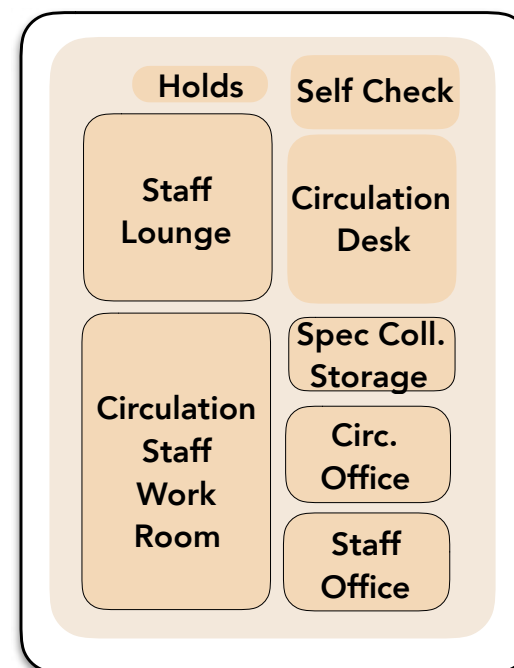 Holds
Self Check
Staff
Lounge
Circulation
Desk
Spec Coll.
Storage
Circulation
Staff
Work
Room
Circ.
Office
Staff
Office